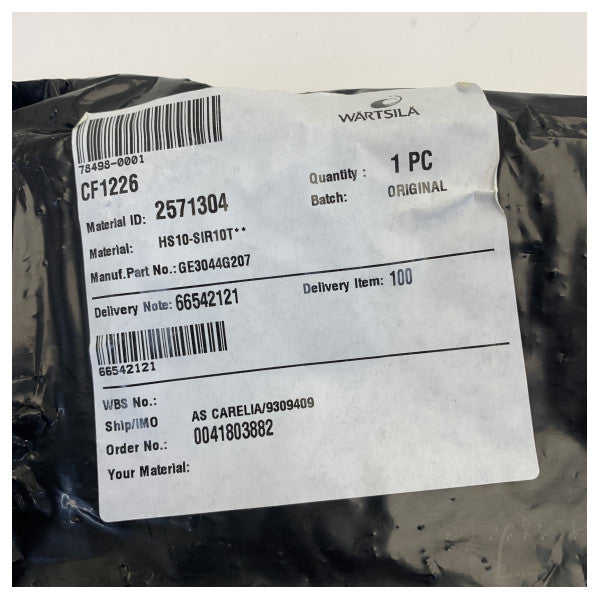 WÄRTSILÄ
78498-0001
CF1226
Quantity : 1 PC
Material ID: 2571304
Batch: ORIGINAL
Material: HS10-SIR10T**
Manuf.Part No.:GE3044G207
Delivery Note: 66542121 Delivery Item: 100
66542121
WBS No.:
Ship/IMO AS CARELIA/9309409
Order No.: 0041803882
Your Material: